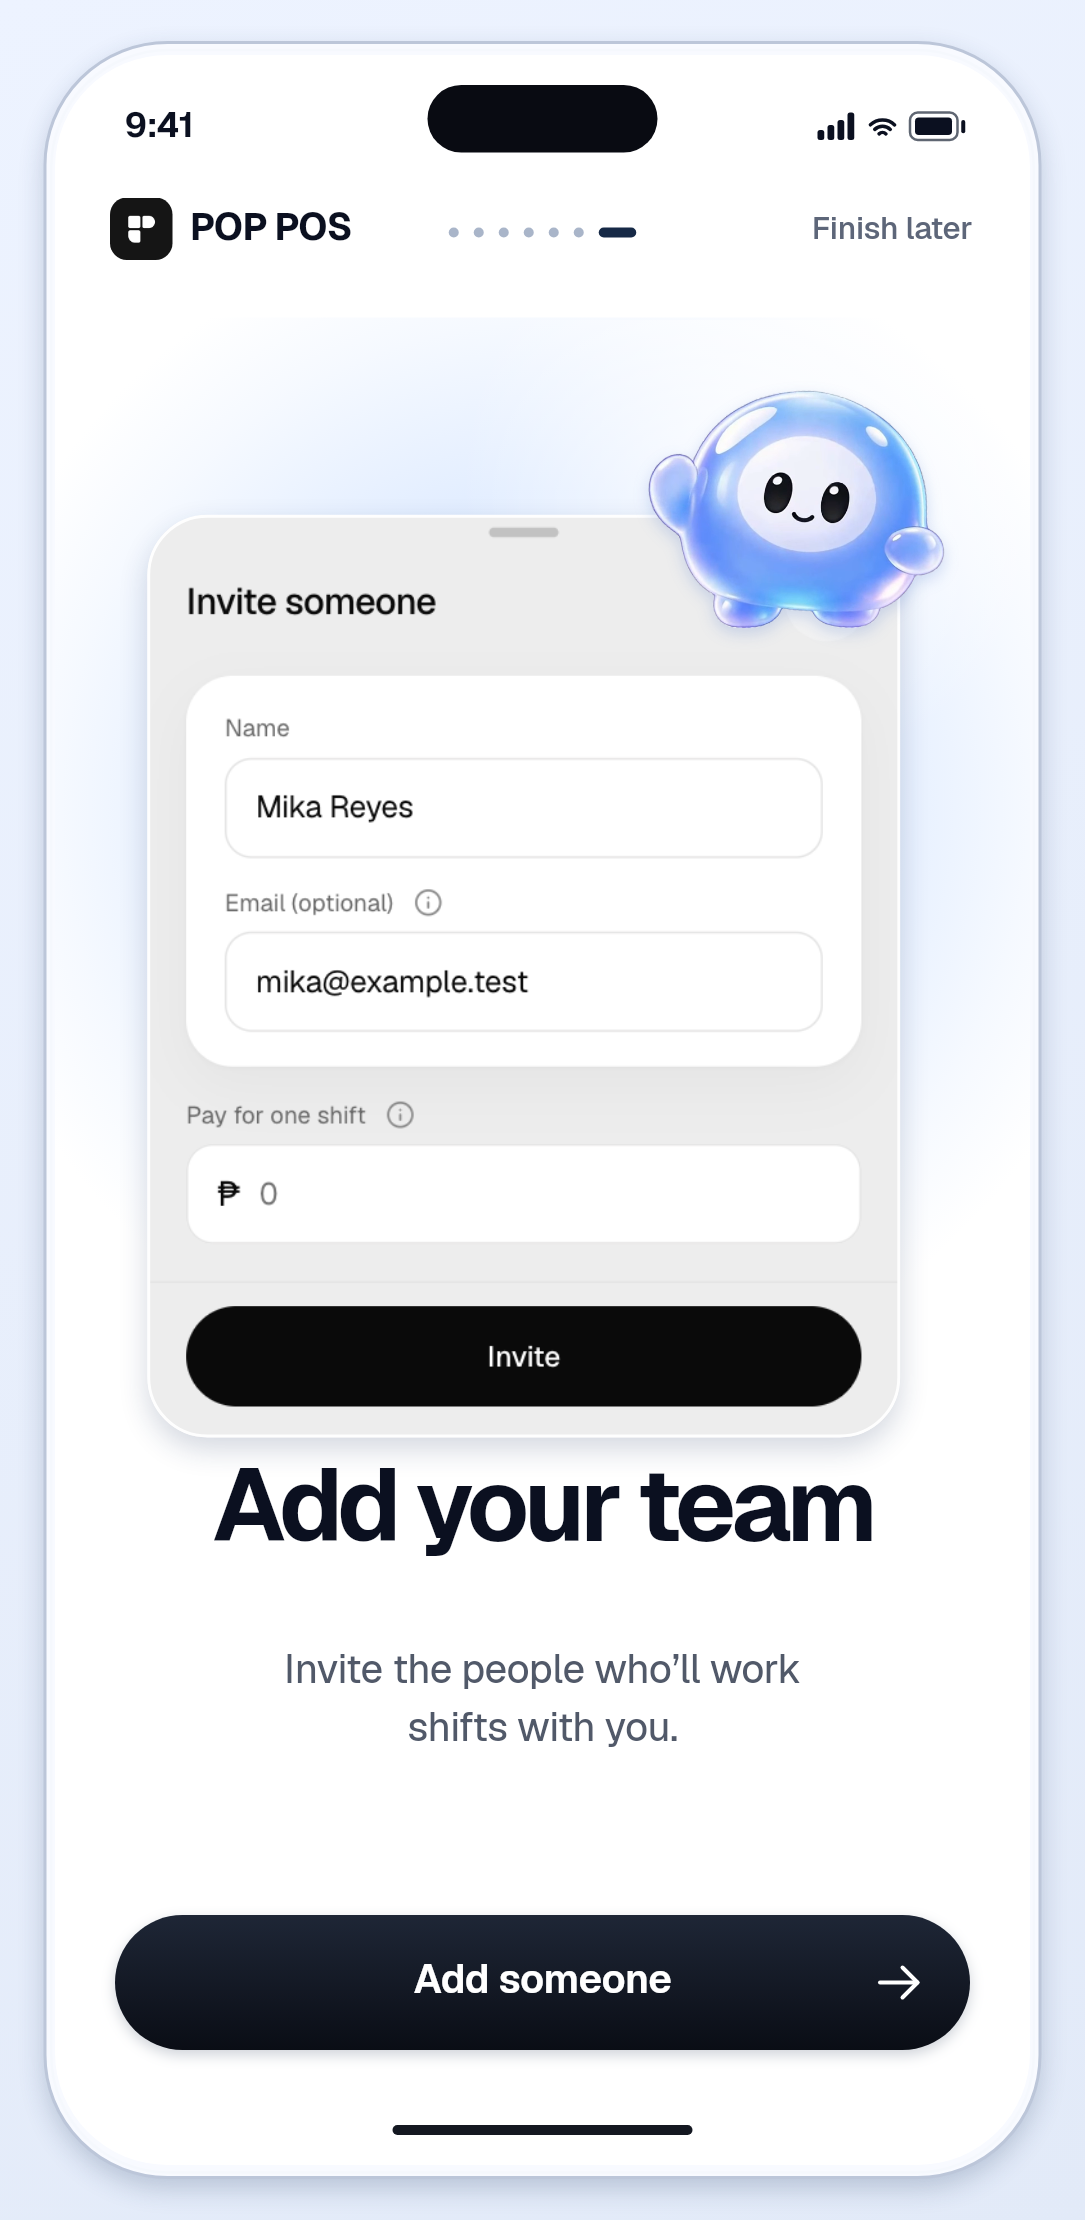 9:41
POP POS
Finish later
Invite someone
Name
Mika Reyes
Email (optional)
mika@example.test
Pay for one shift
₱ 0
Invite
Add your team
Invite the people who’ll work
shifts with you.
Add someone